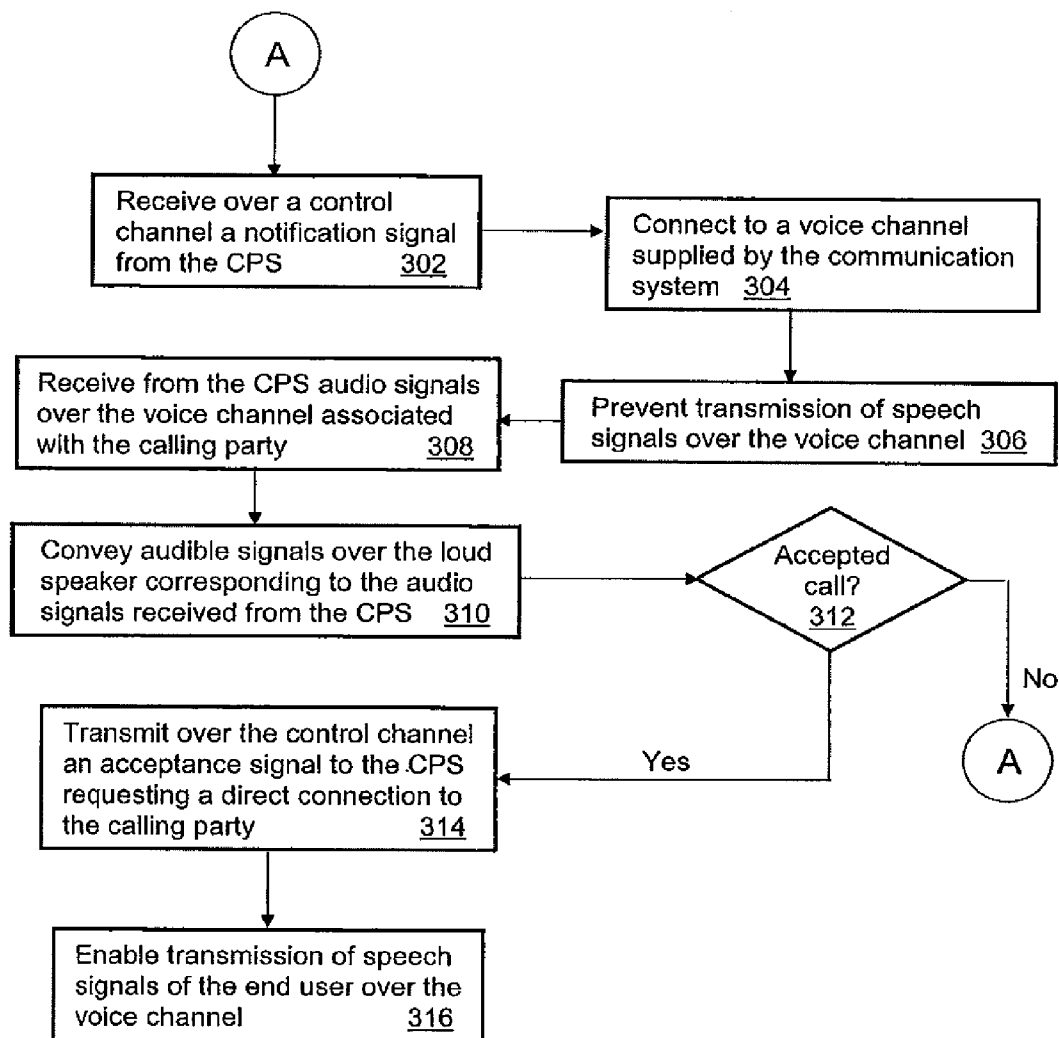 A
Receive over a control
channel a notification signal
from the CPS 302
Connect to a voice channel
supplied by the communication
system 304
Prevent transmission of speech
signals over the voice channel 306
Receive from the CPS audio signals
over the voice channel associated
with the calling party 308
Convey audible signals over the loud
speaker corresponding to the audio
signals received from the CPS 310
Accepted
call?
312
No
A
Yes
Transmit over the control channel
an acceptance signal to the CPS
requesting a direct connection to
the calling party 314
Enable transmission of speech
signals of the end user over the
voice channel 316